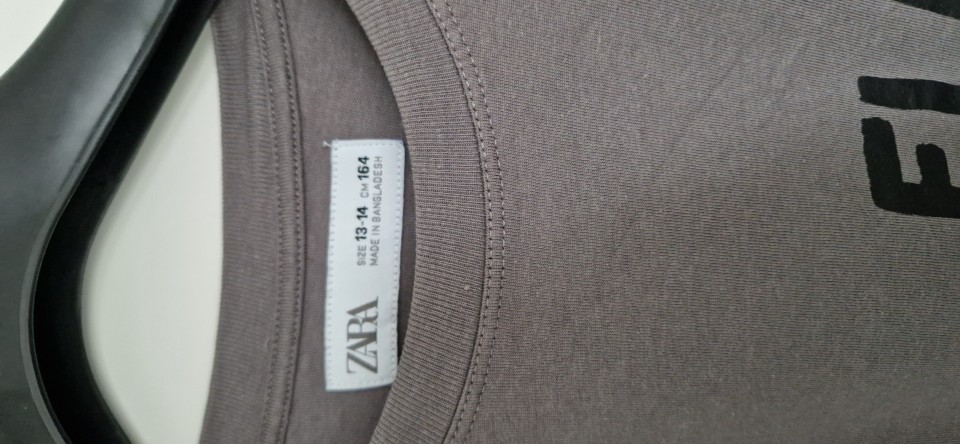 ZARA
SIZE 13-14 CM 164
MADE IN BANGLADESH